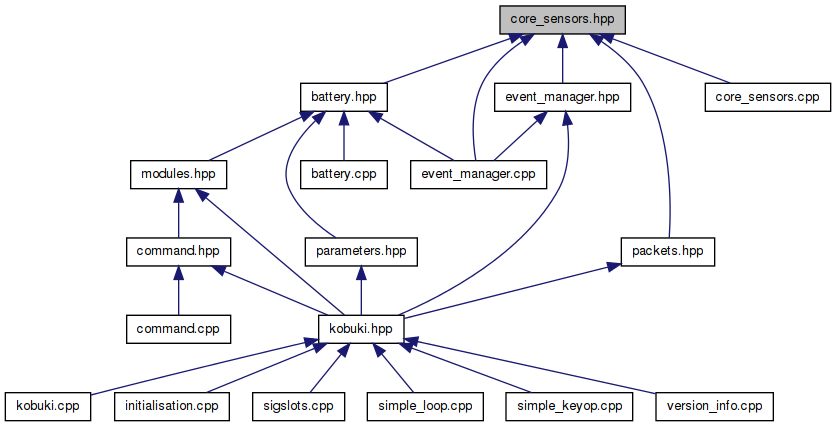 core_sensors.hpp
battery.hpp
event_manager.hpp
core_sensors.cpp
modules.hpp
battery.cpp
event_manager.cpp
command.hpp
parameters.hpp
packets.hpp
command.cpp
kobuki.hpp
kobuki.cpp
initialisation.cpp
sigslots.cpp
simple_loop.cpp
simple_keyop.cpp
version_info.cpp